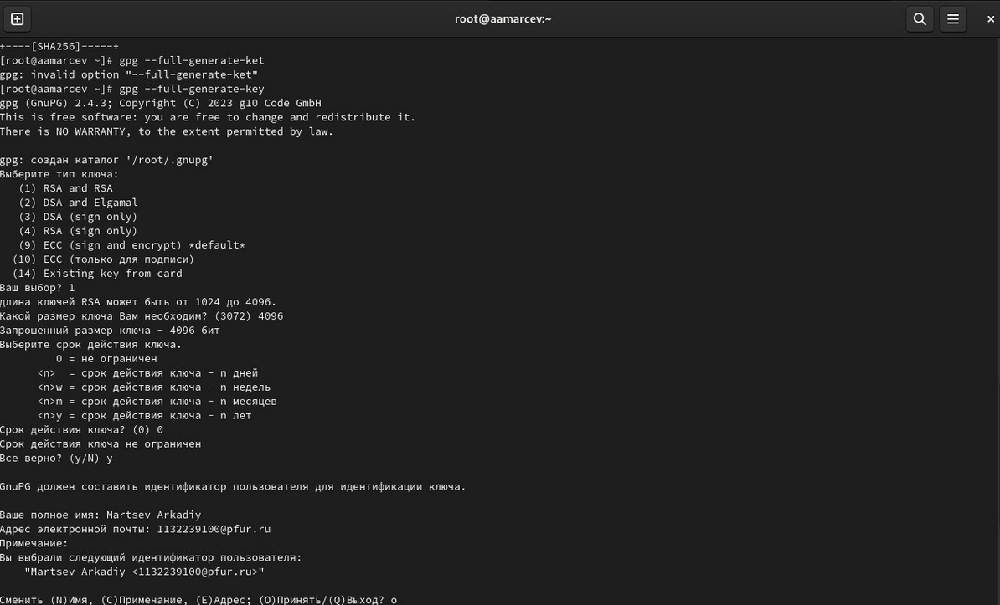 root@aamarcev:~
+----[SHA256]-----+
[root@aamarcev ~]# gpg --full-generate-ket
gpg: invalid option "--full-generate-ket"
[root@aamarcev ~]# gpg --full-generate-key
gpg (GnuPG) 2.4.3; Copyright (C) 2023 g10 Code GmbH
This is free software: you are free to change and redistribute it.
There is NO WARRANTY, to the extent permitted by law.

gpg: создан каталог '/root/.gnupg'
Выберите тип ключа:
   (1) RSA and RSA
   (2) DSA and Elgamal
   (3) DSA (sign only)
   (4) RSA (sign only)
   (9) ECC (sign and encrypt) *default*
  (10) ECC (только для подписи)
  (14) Existing key from card
Ваш выбор? 1
длина ключей RSA может быть от 1024 до 4096.
Какой размер ключа Вам необходим? (3072) 4096
Запрошенный размер ключа - 4096 бит
Выберите срок действия ключа.
         0 = не ограничен
      <n>  = срок действия ключа - n дней
      <n>w = срок действия ключа - n недель
      <n>m = срок действия ключа - n месяцев
      <n>y = срок действия ключа - n лет
Срок действия ключа? (0) 0
Срок действия ключа не ограничен
Все верно? (y/N) y

GnuPG должен составить идентификатор пользователя для идентификации ключа.

Ваше полное имя: Martsev Arkadiy
Адрес электронной почты: 1132239100@pfur.ru
Примечание:
Вы выбрали следующий идентификатор пользователя:
    "Martsev Arkadiy <1132239100@pfur.ru>"

Сменить (N)Имя, (C)Примечание, (E)Адрес; (O)Принять/(Q)Выход? o